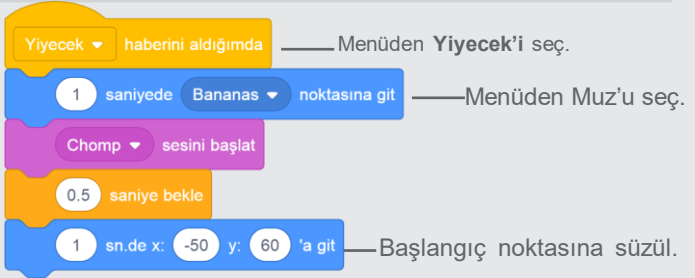 Yiyecek haberini aldığımda Menüden Yiyecek'i seç.
1 saniyede Bananas noktasına git Menüden Muz'u seç.
Chomp sesini başlat
0.5 saniye bekle
1 sn.de x: -50 y: 60 'a git Başlangıç noktasına süzül.